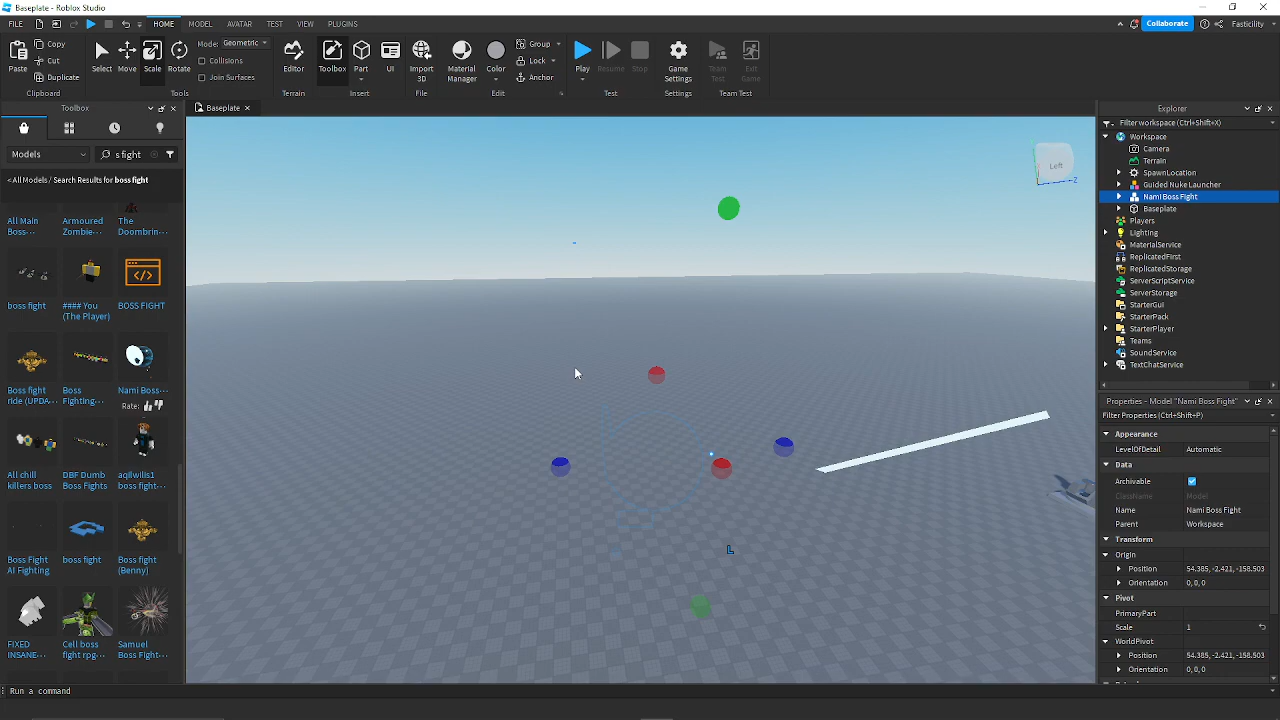 Baseplate - Roblox Studio
FILE
HOME
MODEL
AVATAR
TEST
VIEW
PLUGINS
Collaborate
Fasticility
Paste
Copy
Cut
Duplicate
Clipboard
Select
Move
Scale
Rotate
Mode: Geometric
Collisions
Join Surfaces
Tools
Editor
Terrain
Toolbox
Part
UI
Insert
Import
3D
File
Material
Manager
Color
Group
Lock
Anchor
Edit
Play
Resume
Stop
Test
Game
Settings
Settings
Team
Test
Exit
Game
Team Test
Toolbox
Models
s fight
< All Models / Search Results for boss fight
All Main
Boss-...
Armoured
Zombie-...
The
Doombrin...
boss fight
#### You
(The Player)
BOSS FIGHT
Boss fight
ride (UPDA...
Boss
Fighting-...
Nami Boss-...
Rate:
All chill
killers boss
DBF Dumb
Boss Fights
aqilwilis1
boss fight-...
Boss Fight
AI Fighting
boss fight
Boss fight
(Benny)
FIXED
INSANE-...
Cell boss
fight rpg-...
Samuel
Boss Fight-...
Run a command
Baseplate
Left
Z
L
Explorer
Filter workspace (Ctrl+Shift+X)
Workspace
Camera
Terrain
SpawnLocation
Guided Nuke Launcher
Nami Boss Fight
Baseplate
Players
Lighting
MaterialService
ReplicatedFirst
ReplicatedStorage
ServerScriptService
ServerStorage
StarterGui
StarterPack
StarterPlayer
Teams
SoundService
TextChatService
Properties - Model "Nami Boss Fight"
Filter Properties (Ctrl+Shift+P)
Appearance
LevelOfDetail Automatic
Data
Archivable
ClassName Model
Name Nami Boss Fight
Parent Workspace
Transform
Origin
Position 54.385, -2.421, -158.503
Orientation 0, 0, 0
Pivot
PrimaryPart
Scale 1
WorldPivot
Position 54.385, -2.421, -158.503
Orientation 0, 0, 0